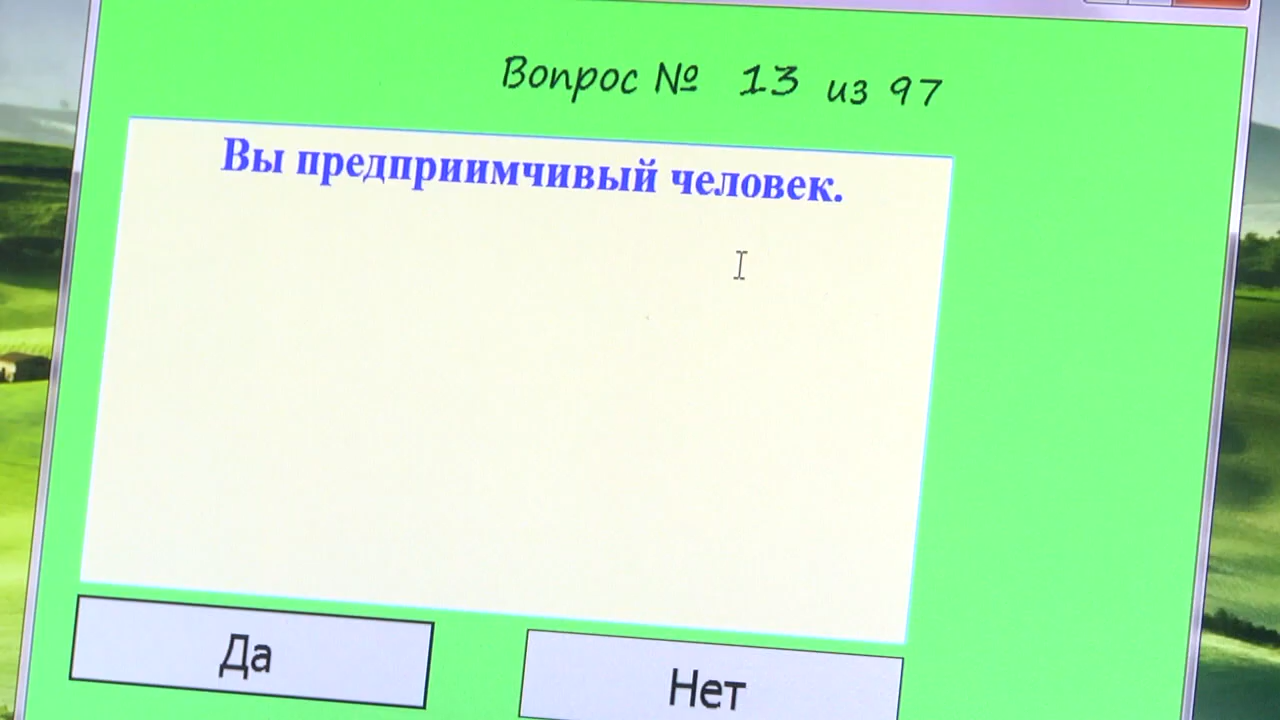 Вопрос № 13 из 97
Вы предприимчивый человек.
Да
Нет